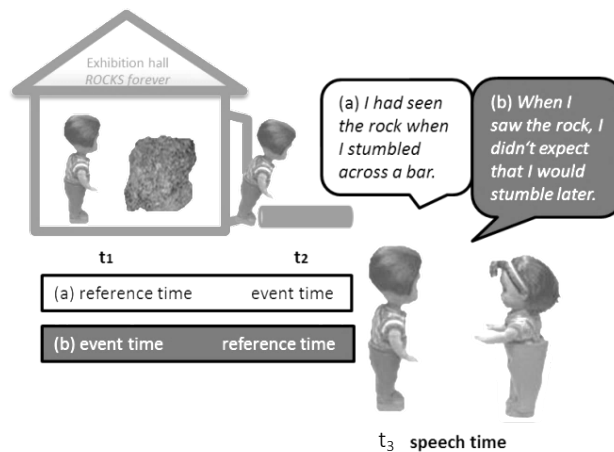 Exhibition hall
ROCKS forever
(a) I had seen
the rock when
I stumbled
across a bar.
(b) When I
saw the rock, I
didn't expect
that I would
stumble later.
t1 t2
(a) reference time event time
(b) event time reference time
t3 speech time